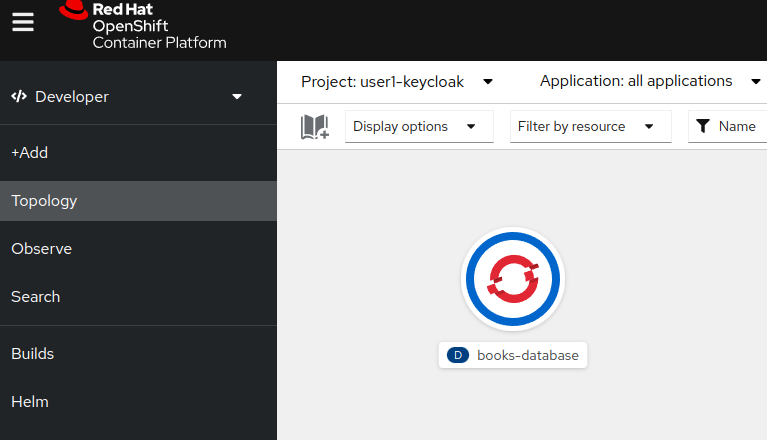 Red Hat
OpenShift
Container Platform
Developer
Project: user1-keycloak
Application: all applications
Display options
Filter by resource
Name
+Add
Topology
Observe
Search
Builds
Helm
D books-database